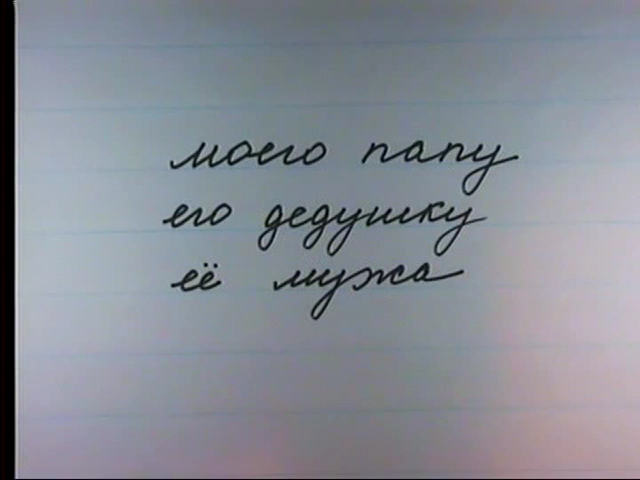 моего папу
его дедушку
её мужа